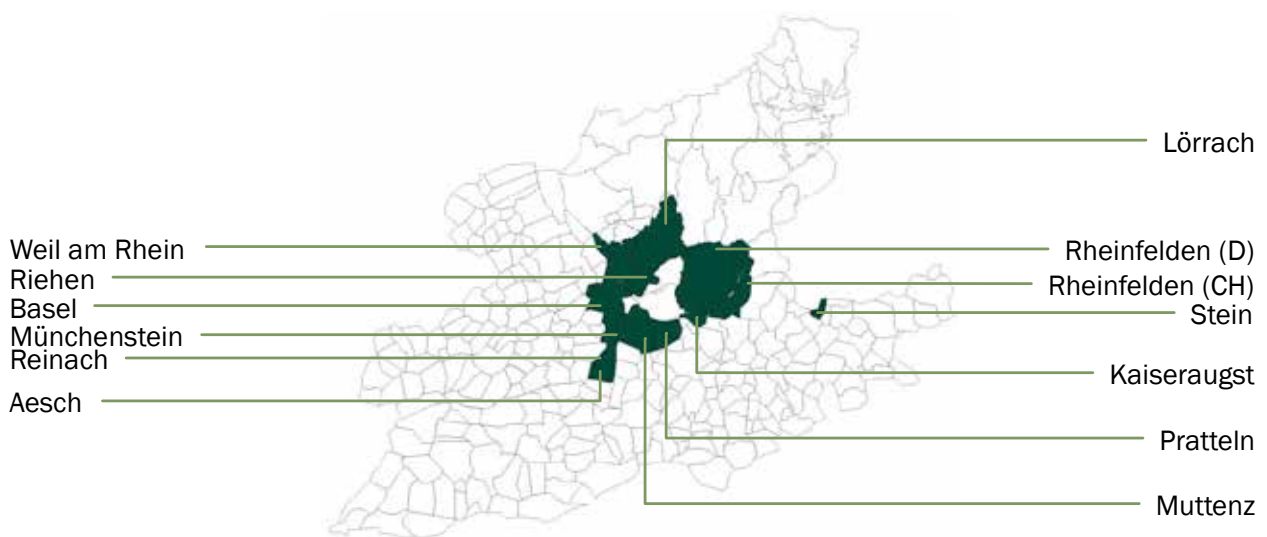 Lörrach
Weil am Rhein
Riehen
Basel
Münchenstein
Reinach
Aesch
Rheinfelden (D)
Rheinfelden (CH)
Stein
Kaiseraugst
Pratteln
Muttenz